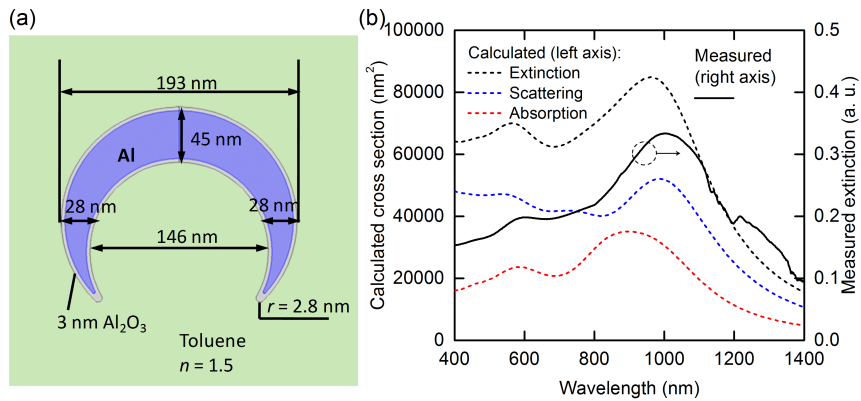 (a)
193 nm
45 nm
Al
28 nm
28 nm
146 nm
r = 2.8 nm
3 nm Al₂O₃
Toluene
n = 1.5
(b)
100000
80000
60000
40000
20000
0
Calculated cross section (nm²)
Calculated (left axis):
Extinction
Scattering
Absorption
Measured
(right axis)
0.5
0.4
0.3
0.2
0.1
0.0
Measured extinction (a. u.)
400 600 800 1000 1200 1400
Wavelength (nm)